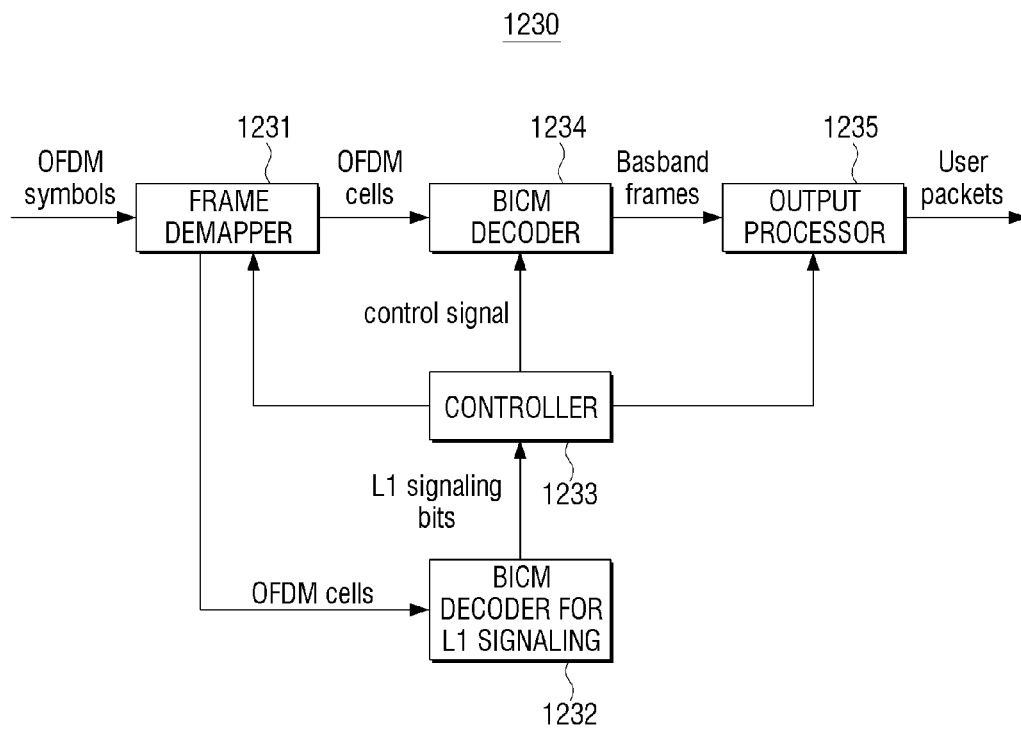 1230
1231
1234
1235
OFDM
symbols
FRAME
DEMAPPER
OFDM
cells
BICM
DECODER
Basband
frames
OUTPUT
PROCESSOR
User
packets
control signal
CONTROLLER
1233
L1 signaling
bits
OFDM cells
BICM
DECODER FOR
L1 SIGNALING
1232